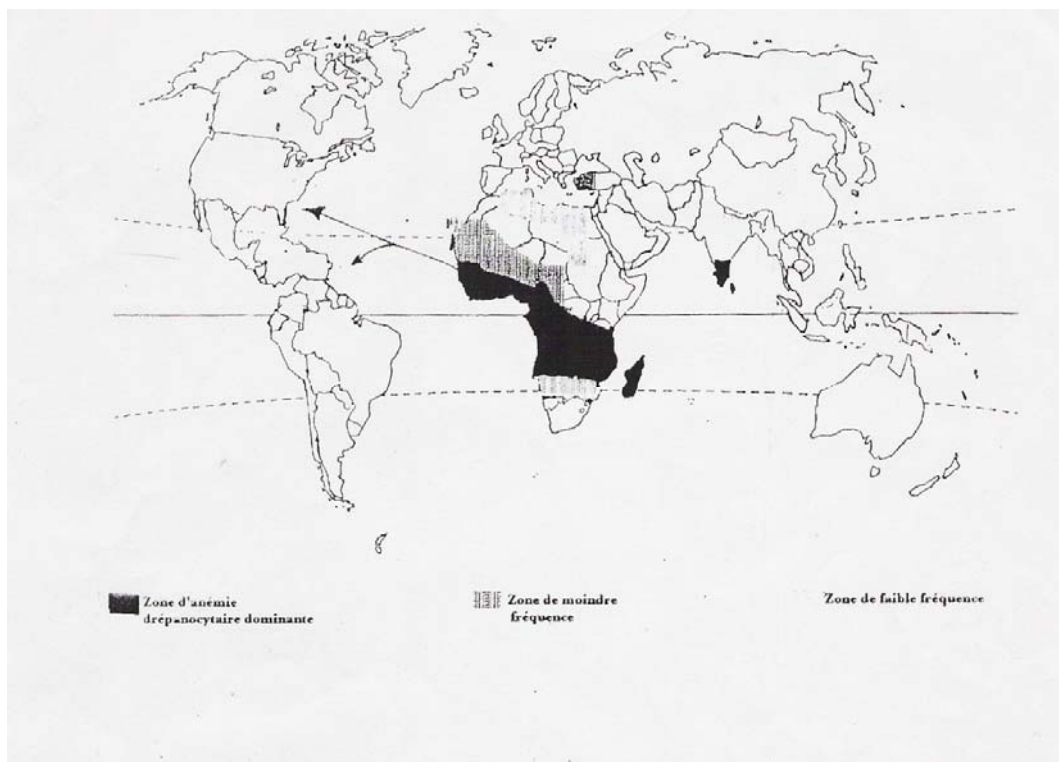 Zone d'anémie
drépanocytaire dominante
Zone de moindre
fréquence
Zone de faible fréquence